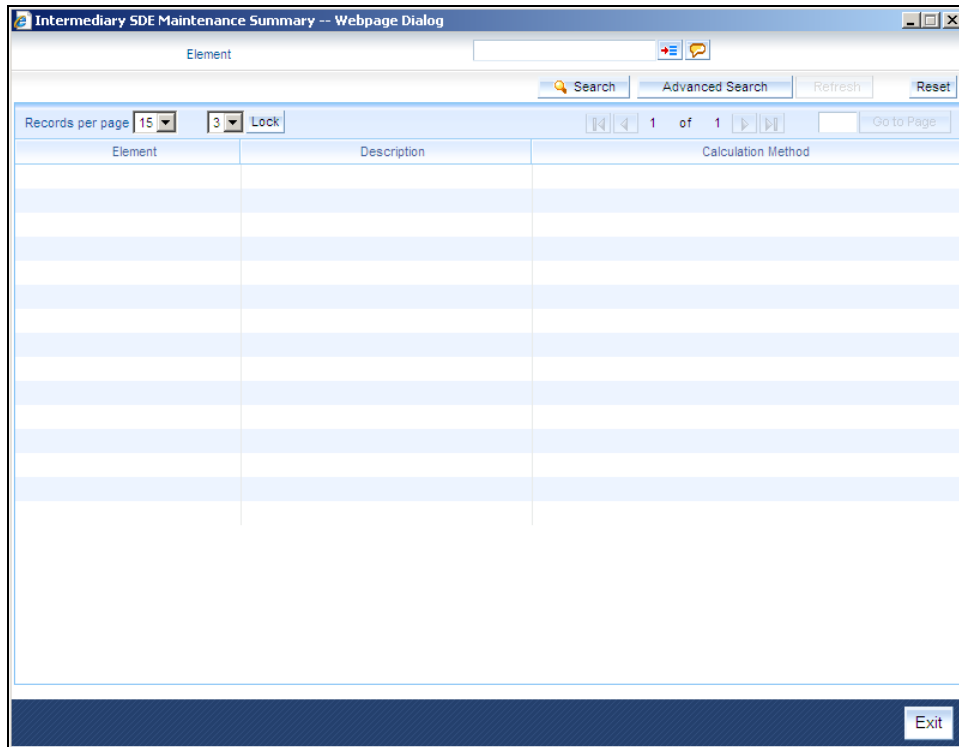 Intermediary SDE Maintenance Summary -- Webpage Dialog
Element
Search Advanced Search Refresh Reset
Records per page 15 3 Lock 1 of 1 Go to Page
Element Description Calculation Method
Exit